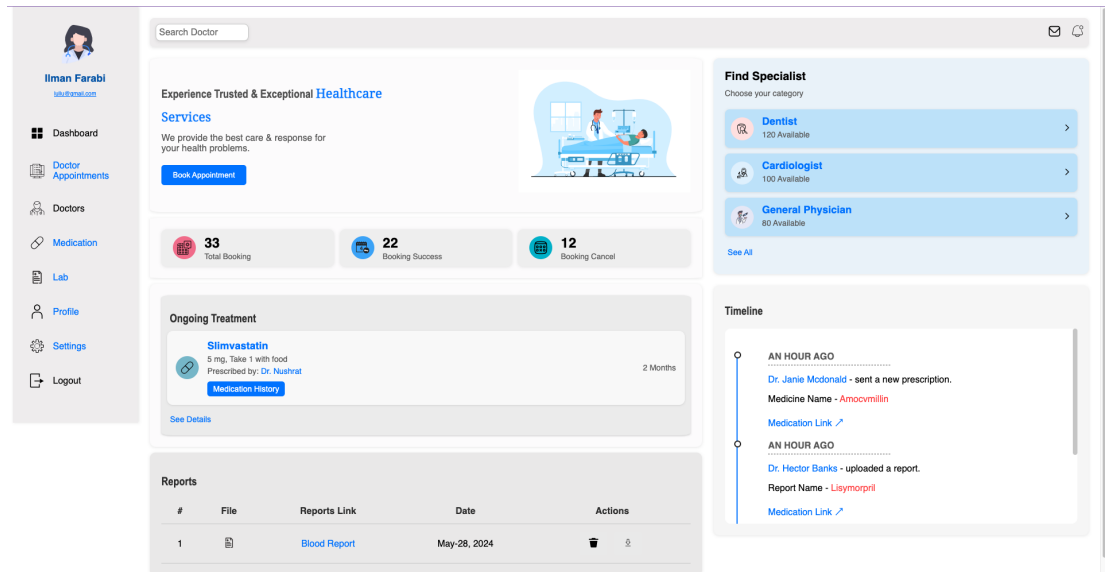 Ilman Farabi
Dashboard
Doctor
Appointments
Doctors
Medication
Lab
Profile
Settings
Logout
Search Doctor
Experience Trusted & Exceptional Healthcare
Services
We provide the best care & response for
your health problems.
Book Appointment
33
Total Booking
22
Booking Success
12
Booking Cancel
Ongoing Treatment
Slimvastatin
5 mg, Take 1 with food
Prescribed by: Dr. Nushrat
Medication History
2 Months
See Details
Reports
# File Reports Link Date Actions
1 Blood Report May-28, 2024
Find Specialist
Choose your category
Dentist
120 Available
Cardiologist
100 Available
General Physician
80 Available
See All
Timeline
AN HOUR AGO
Dr. Janie Mcdonald - sent a new prescription.
Medicine Name - Amocvmillin
Medication Link ↗
AN HOUR AGO
Dr. Hector Banks - uploaded a report.
Report Name - Lisymorpril
Medication Link ↗